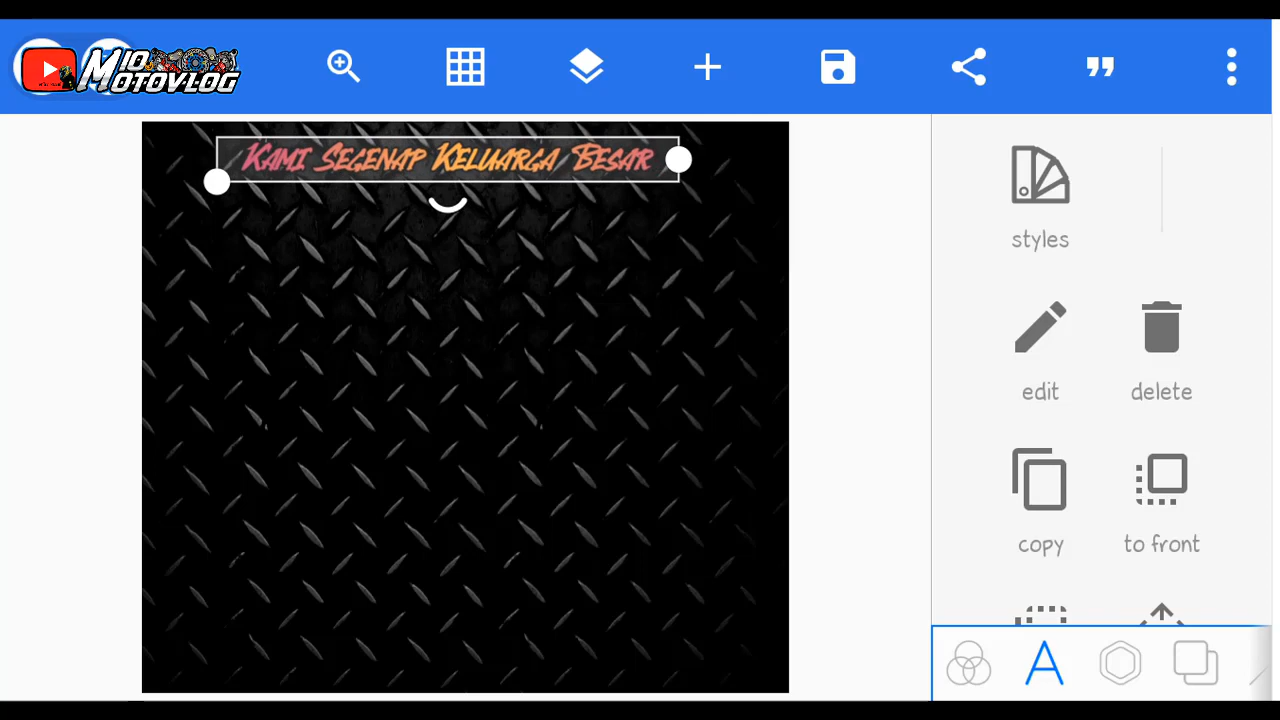 MIO
MOTOVLOG
KAMI SEGENAP KELUARGA BESAR
styles
edit
delete
copy
to front